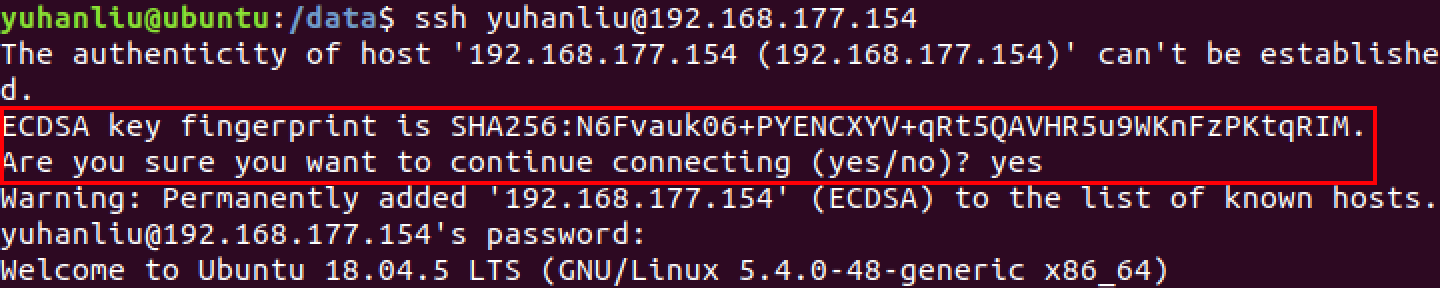 yuhanliu@ubuntu:/data$ ssh yuhanliu@192.168.177.154
The authenticity of host '192.168.177.154 (192.168.177.154)' can't be establishe
d.
ECDSA key fingerprint is SHA256:N6Fvauk06+PYENCXYV+qRt5QAVHR5u9WKnFzPKtqRIM.
Are you sure you want to continue connecting (yes/no)? yes
Warning: Permanently added '192.168.177.154' (ECDSA) to the list of known hosts.
yuhanliu@192.168.177.154's password:
Welcome to Ubuntu 18.04.5 LTS (GNU/Linux 5.4.0-48-generic x86_64)